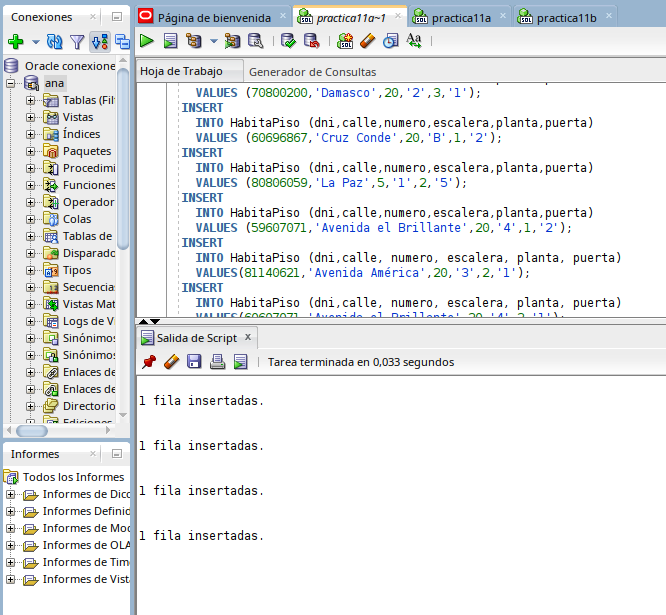 Conexiones
Oracle conexione
ana
Tablas (Fil
Vistas
Índices
Paquetes
Procedimi
Funciones
Operador
Colas
Tablas de
Disparado
Tipos
Secuencia
Vistas Mat
Logs de V
Sinónimos
Sinónimos
Enlaces de
Enlaces de
Directorio
Ediciones
Informes
Todos los Informes
Informes de Dicc
Informes Definid
Informes de Mod
Informes de OLA
Informes de Tim
Informes de Vist
Página de bienvenida
practica11a~1
practica11a
practica11b
Hoja de Trabajo
Generador de Consultas
VALUES (70800200,'Damasco',20,'2',3,'1');
INSERT
INTO HabitaPiso (dni,calle,numero,escalera,planta,puerta)
VALUES (60696867,'Cruz Conde',20,'B',1,'2');
INSERT
INTO HabitaPiso (dni,calle,numero,escalera,planta,puerta)
VALUES (80806059,'La Paz',5,'1',2,'5');
INSERT
INTO HabitaPiso (dni,calle,numero,escalera,planta,puerta)
VALUES (59607071,'Avenida el Brillante',20,'4',1,'2');
INSERT
INTO HabitaPiso (dni,calle, numero, escalera, planta, puerta)
VALUES(81140621,'Avenida América',20,'3',2,'1');
INSERT
INTO HabitaPiso (dni,calle, numero, escalera, planta, puerta)
Salida de Script
Tarea terminada en 0,033 segundos
1 fila insertadas.
1 fila insertadas.
1 fila insertadas.
1 fila insertadas.